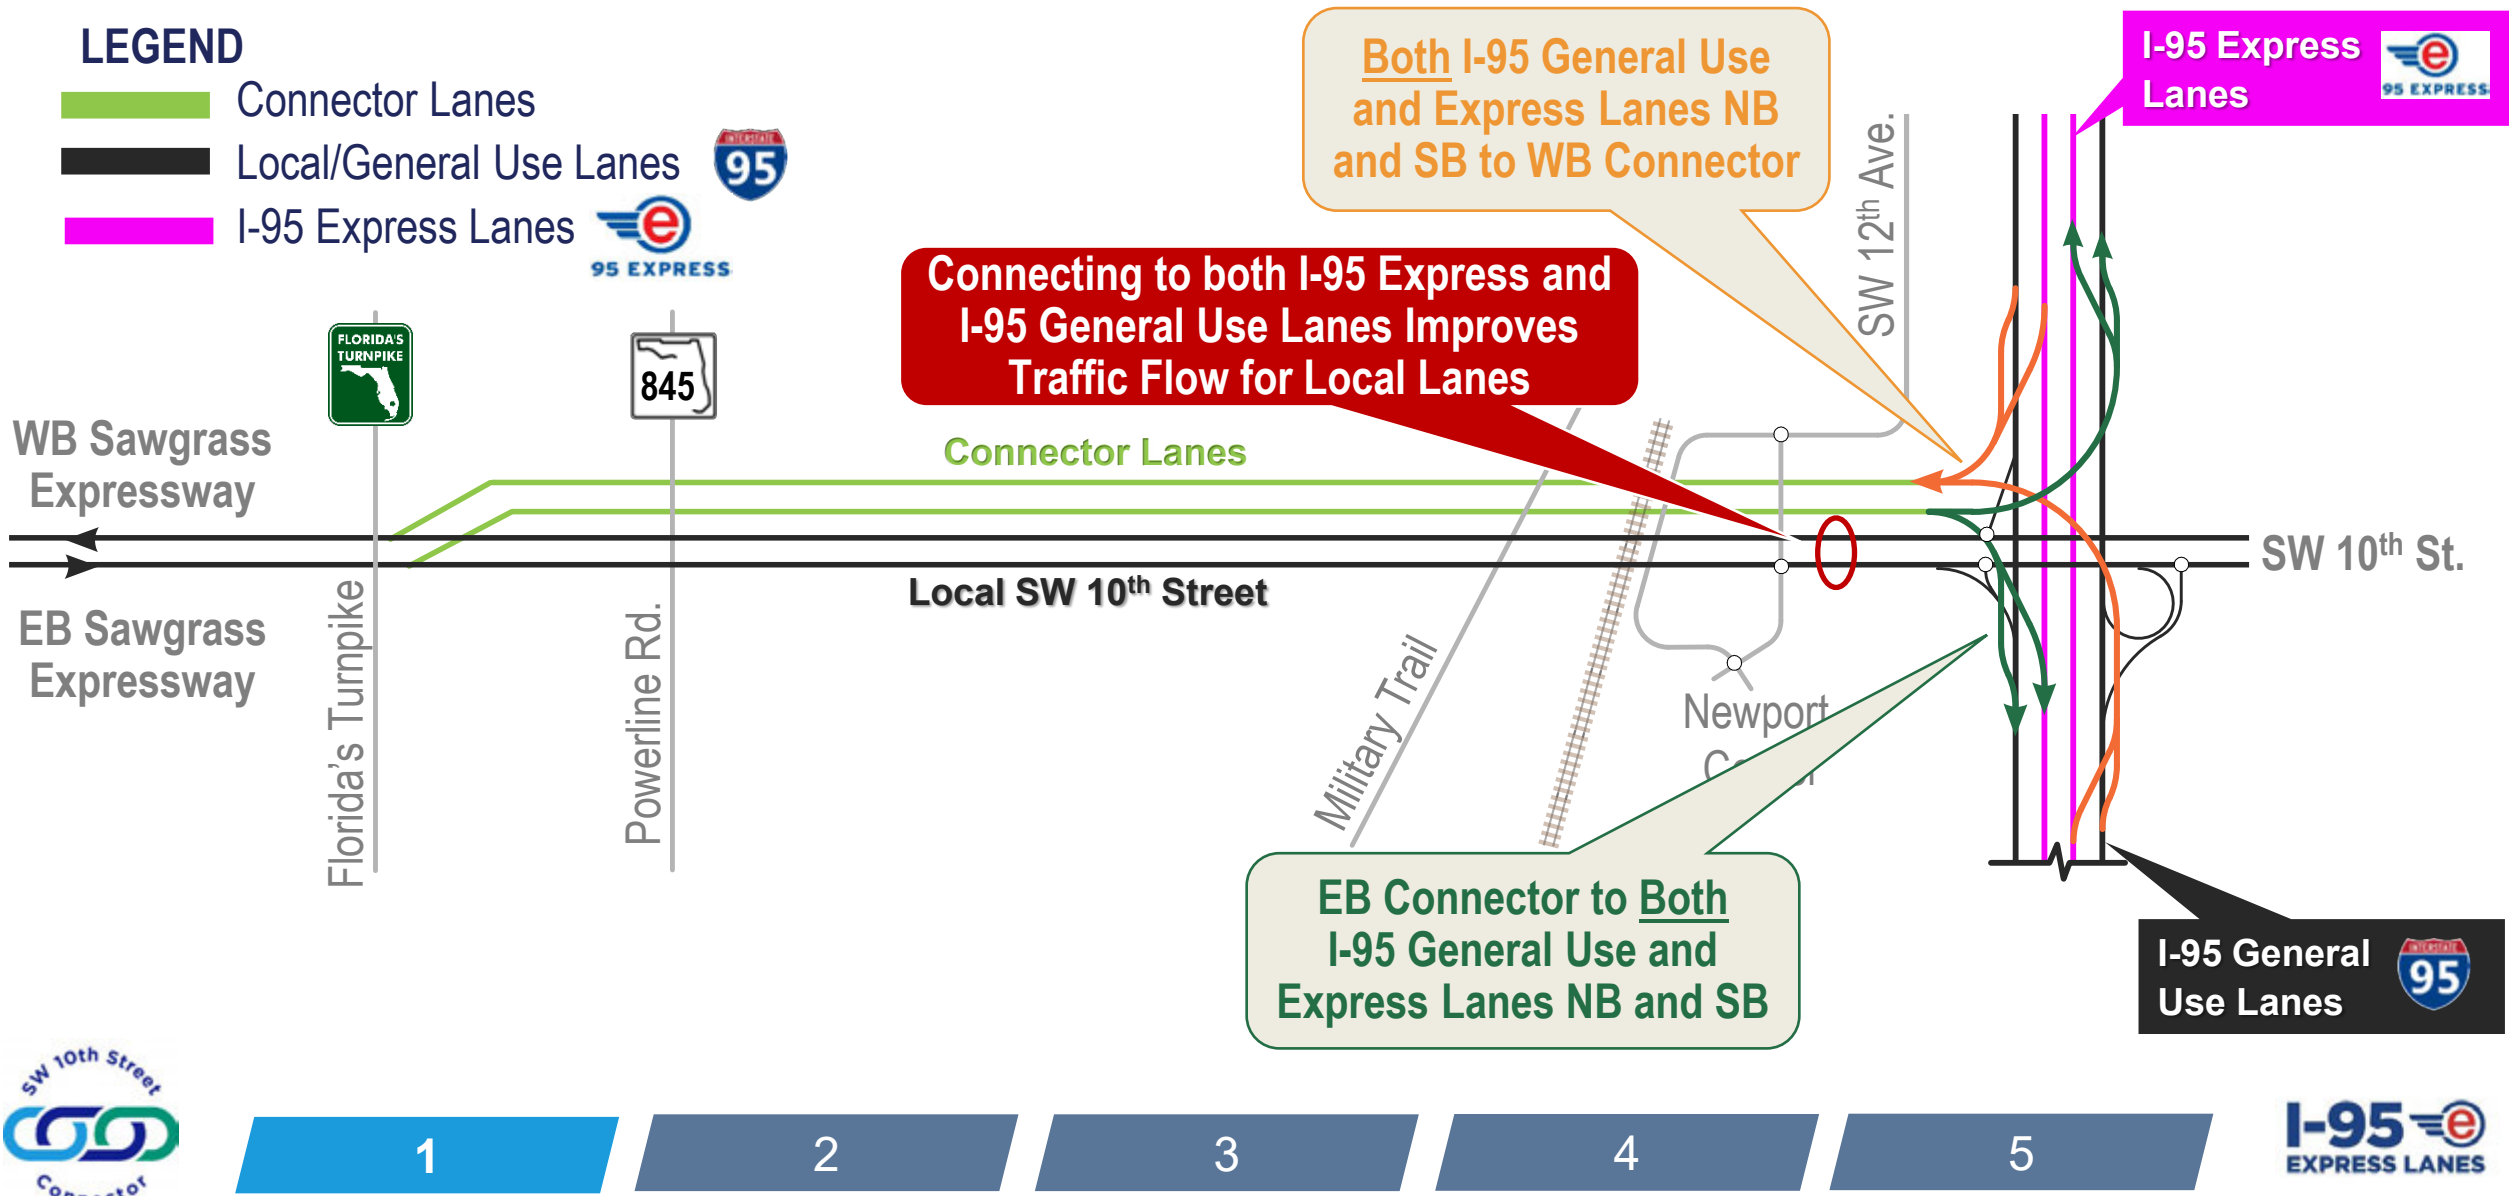 LEGEND
Connector Lanes
Local/General Use Lanes
INTERSTATE
95
I-95 Express Lanes
e
95 EXPRESS
Both I-95 General Use
and Express Lanes NB
and SB to WB Connector
I-95 Express
Lanes
e
95 EXPRESS
SW 12th Ave.
Connecting to both I-95 Express and
I-95 General Use Lanes Improves
Traffic Flow for Local Lanes
FLORIDA'S
TURNPIKE
845
WB Sawgrass
Expressway
Connector Lanes
SW 10th St.
Local SW 10th Street
EB Sawgrass
Expressway
Florida's Turnpike
Powerline Rd.
Military Trail
Newport
EB Connector to Both
I-95 General Use and
Express Lanes NB and SB
I-95 General
Use Lanes
INTERSTATE
95
SW 10th Street
Connector
1
2
3
4
5
I-95 e
EXPRESS LANES